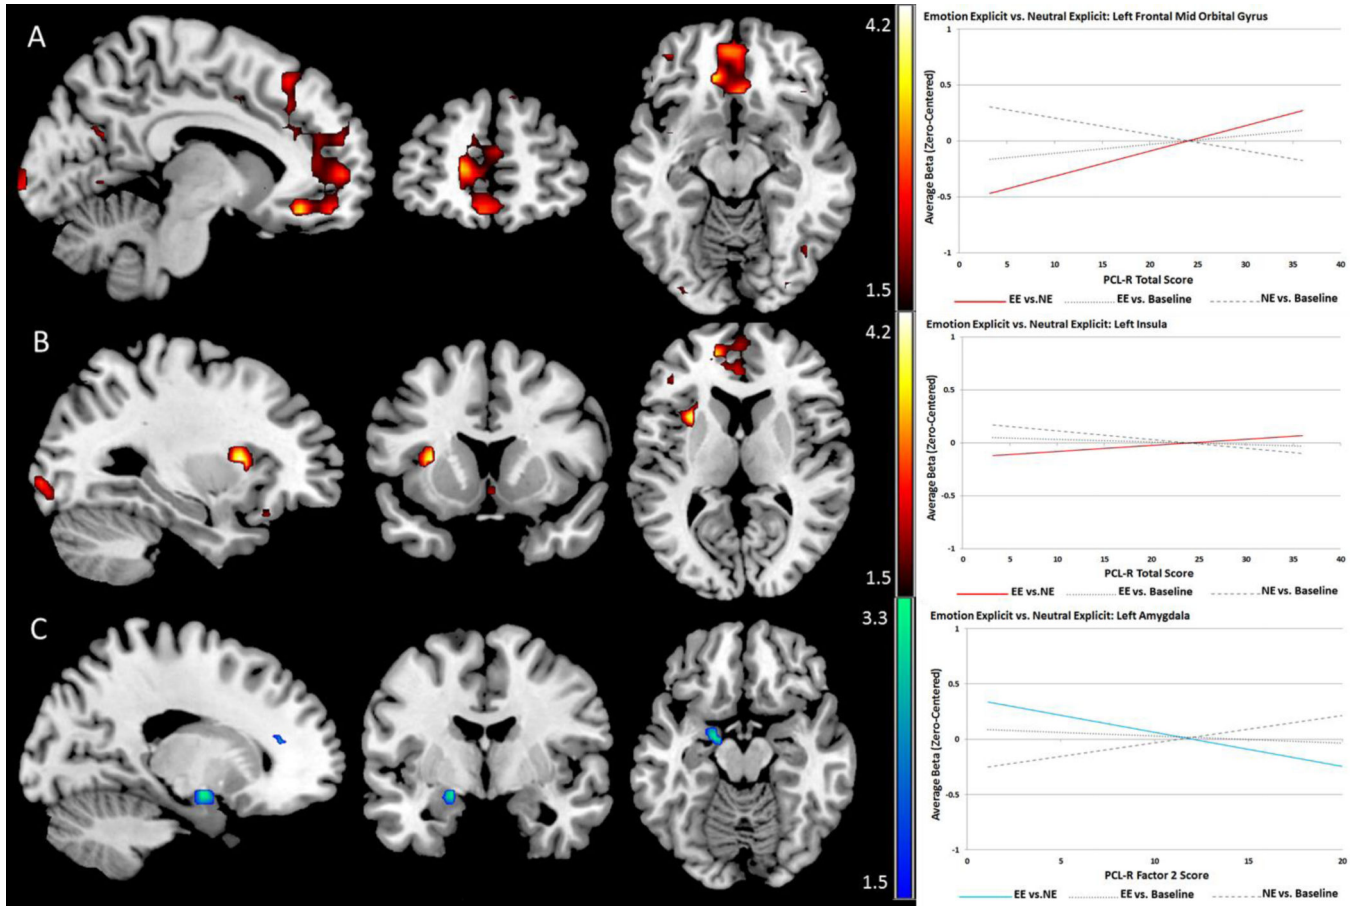 A
4.2
1.5
Emotion Explicit vs. Neutral Explicit: Left Frontal Mid Orbital Gyrus
Average Beta (Zero-Centered)
1
0.5
0
-0.5
-1
0 5 10 15 20 25 30 35 40
PCL-R Total Score
EE vs.NE EE vs. Baseline NE vs. Baseline
B
4.2
1.5
Emotion Explicit vs. Neutral Explicit: Left Insula
Average Beta (Zero-Centered)
1
0.5
0
-0.5
-1
0 5 10 15 20 25 30 35 40
PCL-R Total Score
EE vs.NE EE vs. Baseline NE vs. Baseline
C
3.3
1.5
Emotion Explicit vs. Neutral Explicit: Left Amygdala
Average Beta (Zero-Centered)
1
0.5
0
-0.5
-1
0 5 10 15 20
PCL-R Factor 2 Score
EE vs.NE EE vs. Baseline NE vs. Baseline